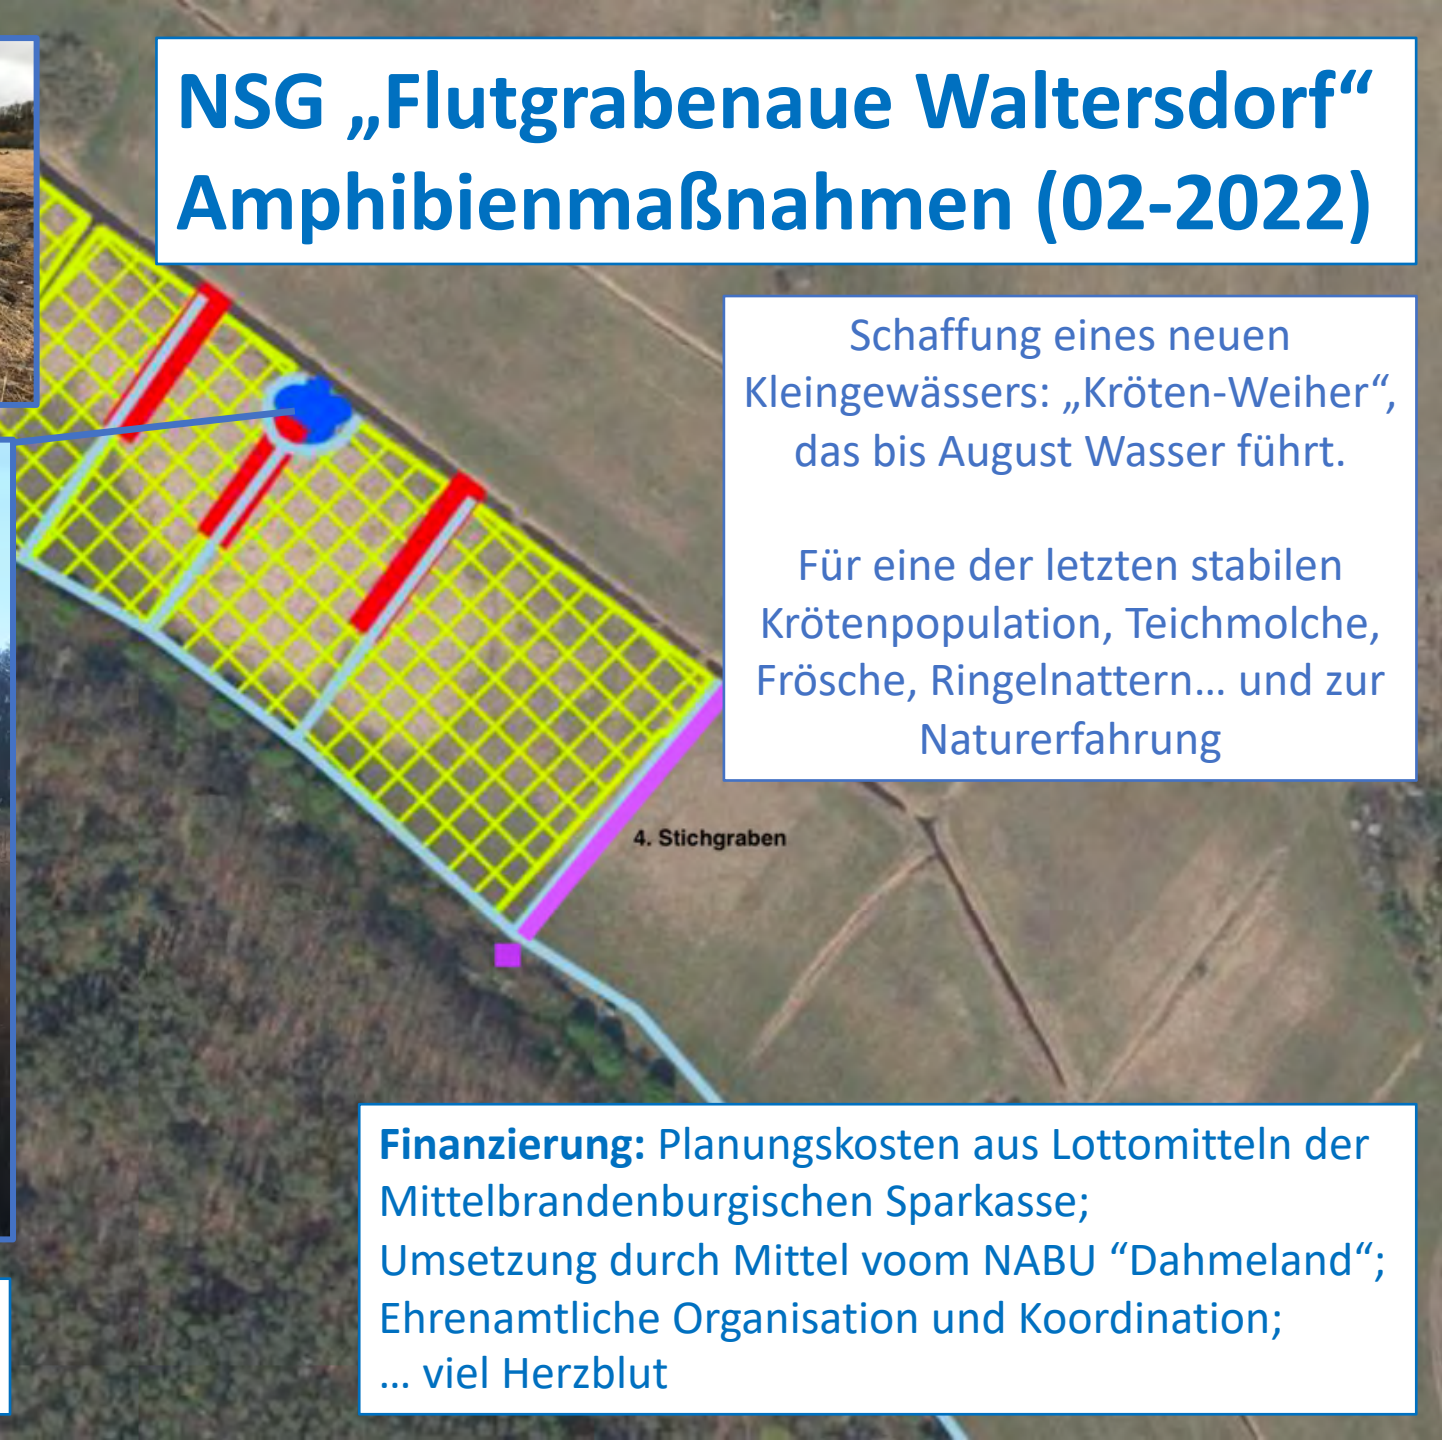 NSG „Flutgrabenaue Waltersdorf“
Amphibienmaßnahmen (02-2022)
Schaffung eines neuen
Kleingewässers: „Kröten-Weiher“,
das bis August Wasser führt.
Für eine der letzten stabilen
Krötenpopulation, Teichmolche,
Frösche, Ringelnattern... und zur
Naturerfahrung
4. Stichgraben
Finanzierung: Planungskosten aus Lottomitteln der
Mittelbrandenburgischen Sparkasse;
Umsetzung durch Mittel voom NABU “Dahmeland“;
Ehrenamtliche Organisation und Koordination;
... viel Herzblut